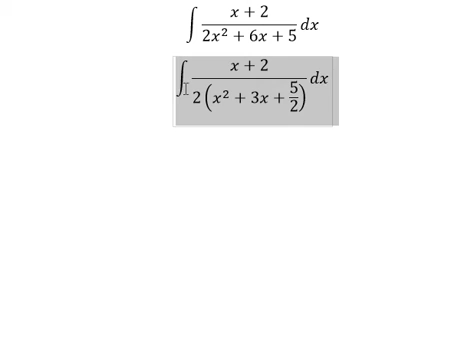 ∫ (x + 2)/(2x² + 6x + 5) dx
∫ (x + 2)/(2(x² + 3x + 5/2)) dx